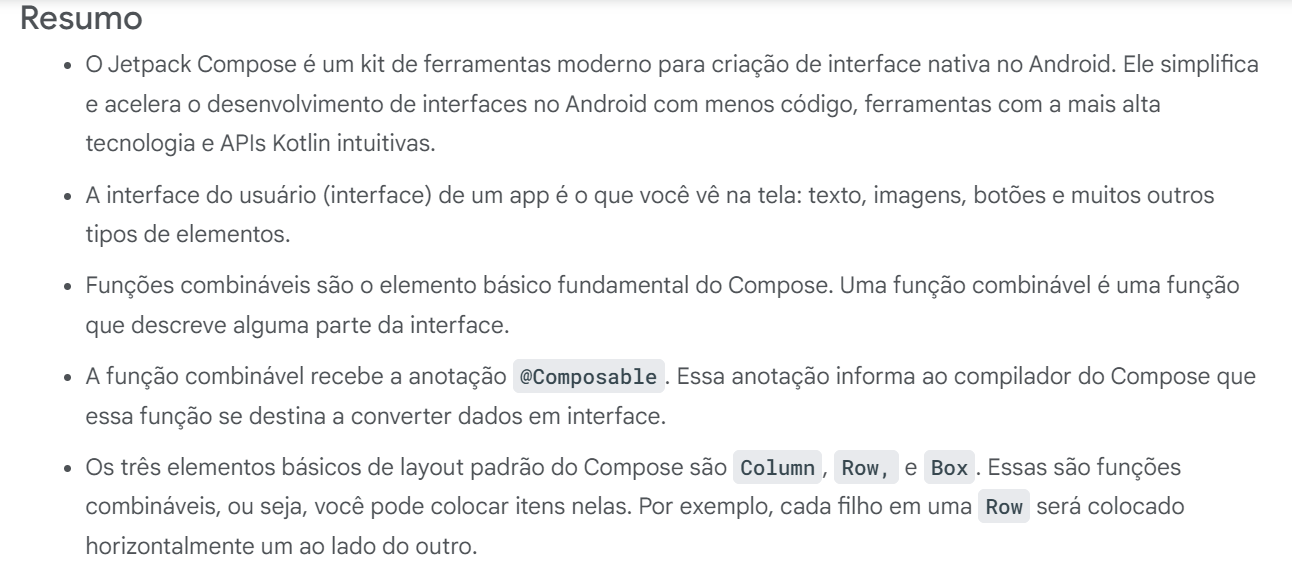 Resumo
• O Jetpack Compose é um kit de ferramentas moderno para criação de interface nativa no Android. Ele simplifica
e acelera o desenvolvimento de interfaces no Android com menos código, ferramentas com a mais alta
tecnologia e APIs Kotlin intuitivas.
• A interface do usuário (interface) de um app é o que você vê na tela: texto, imagens, botões e muitos outros
tipos de elementos.
• Funções combináveis são o elemento básico fundamental do Compose. Uma função combinável é uma função
que descreve alguma parte da interface.
• A função combinável recebe a anotação @Composable. Essa anotação informa ao compilador do Compose que
essa função se destina a converter dados em interface.
• Os três elementos básicos de layout padrão do Compose são Column, Row, e Box. Essas são funções
combináveis, ou seja, você pode colocar itens nelas. Por exemplo, cada filho em uma Row será colocado
horizontalmente um ao lado do outro.